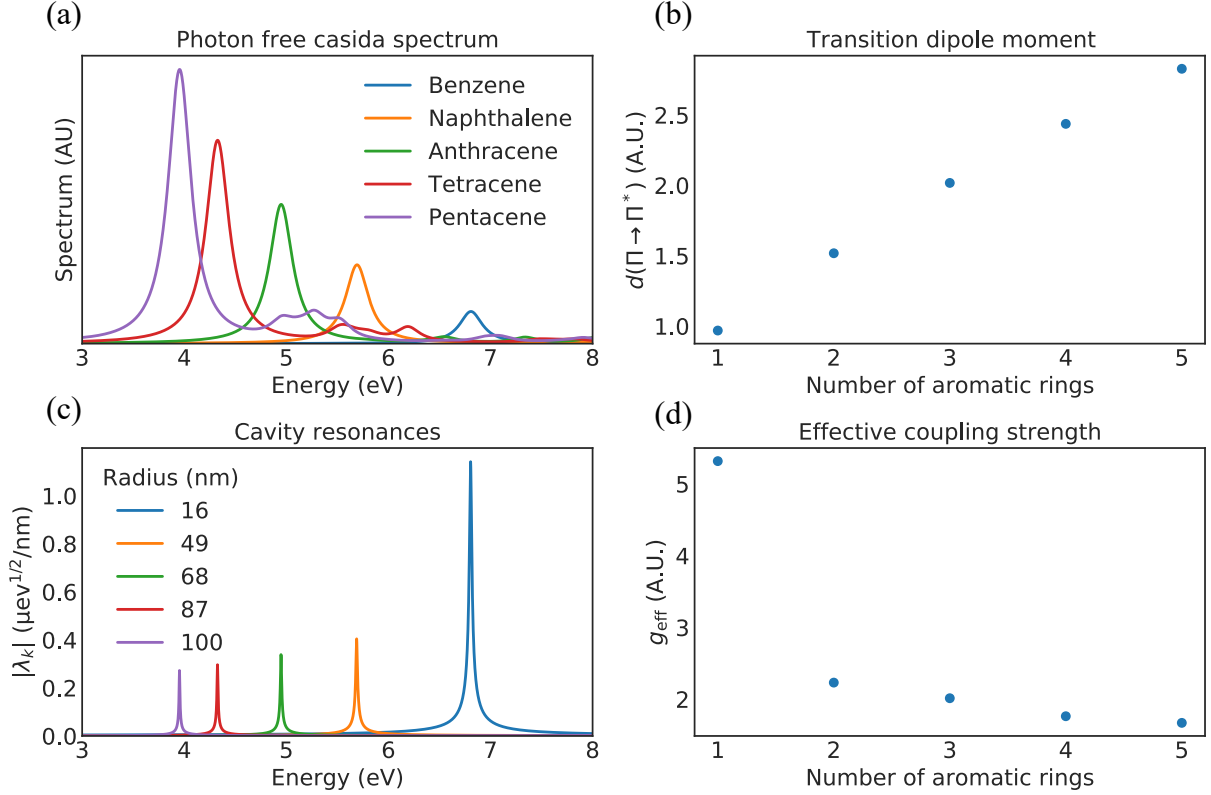 (a)
Photon free casida spectrum
Spectrum (AU)
Benzene
Naphthalene
Anthracene
Tetracene
Pentacene
3 4 5 6 7 8
Energy (eV)
(b)
Transition dipole moment
d(Π → Π*) (A.U.)
2.5
2.0
1.5
1.0
1 2 3 4 5
Number of aromatic rings
(c)
Cavity resonances
|λk| (μev1/2/nm)
1.0
0.8
0.6
0.4
0.2
0.0
Radius (nm)
16
49
68
87
100
3 4 5 6 7 8
Energy (eV)
(d)
Effective coupling strength
geff (A.U.)
5
4
3
2
1 2 3 4 5
Number of aromatic rings